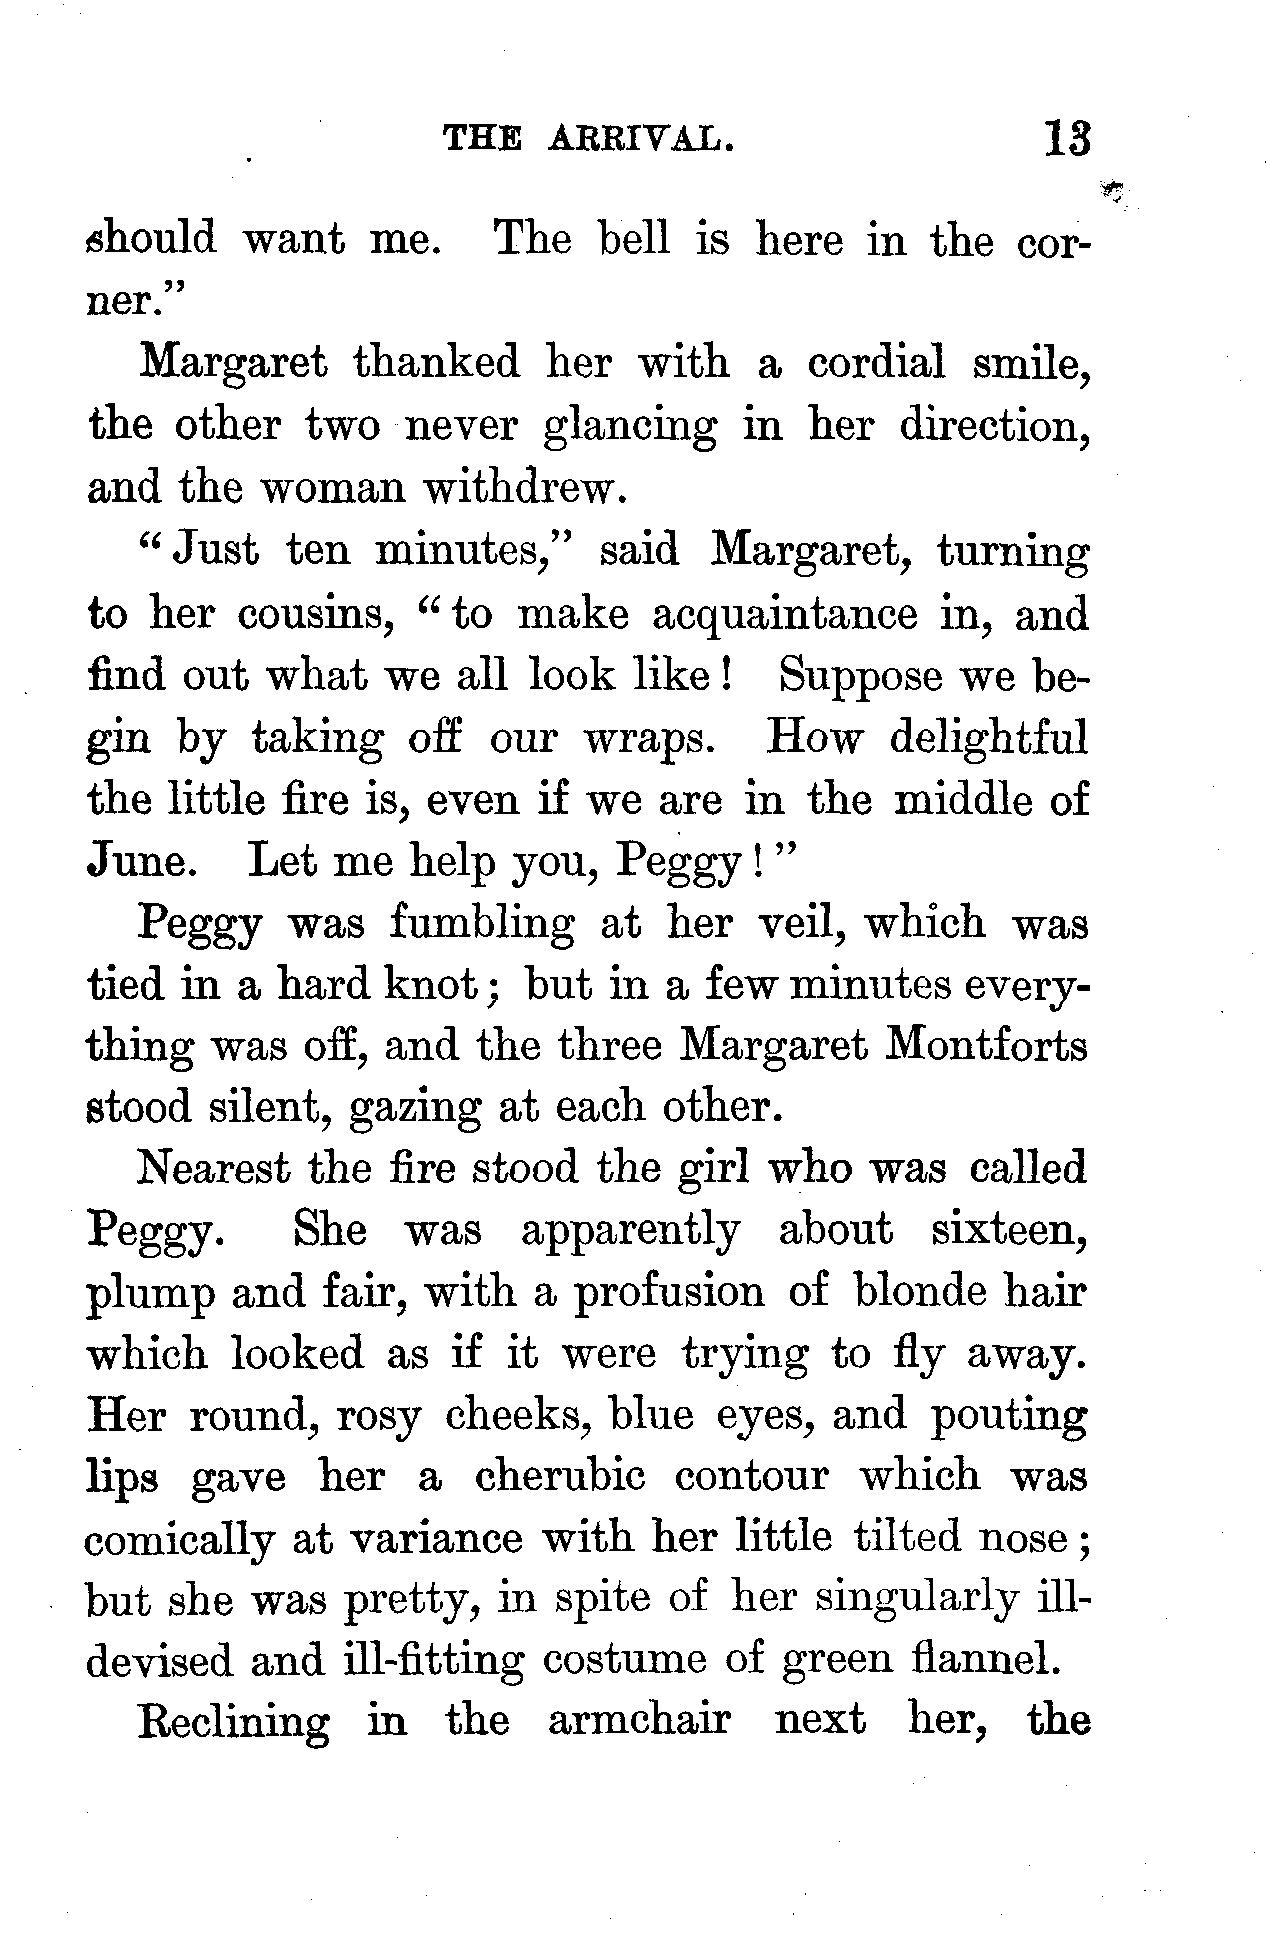 THE ARRIVAL. 13
should want me. The bell is here in the cor-
ner.”
Margaret thanked her with a cordial smile,
the other two never glancing in her direction,
and the woman withdrew.
“Just ten minutes,” said Margaret, turning
to her cousins, “to make acquaintance in, and
find out what we all look like! Suppose we be-
gin by taking off our wraps. How delightful
the little fire is, even if we are in the middle of
June. Let me help you, Peggy!”
Peggy was fumbling at her veil, which was
tied in a hard knot; but in a few minutes every-
thing was off, and the three Margaret Montforts
stood silent, gazing at each other.
Nearest the fire stood the girl who was called
Peggy. She was apparently about sixteen,
plump and fair, with a profusion of blonde hair
which looked as if it were trying to fly away.
Her round, rosy cheeks, blue eyes, and pouting
lips gave her a cherubic contour which was
comically at variance with her little tilted nose;
but she was pretty, in spite of her singularly ill-
devised and ill-fitting costume of green flannel.
Reclining in the armchair next her, the